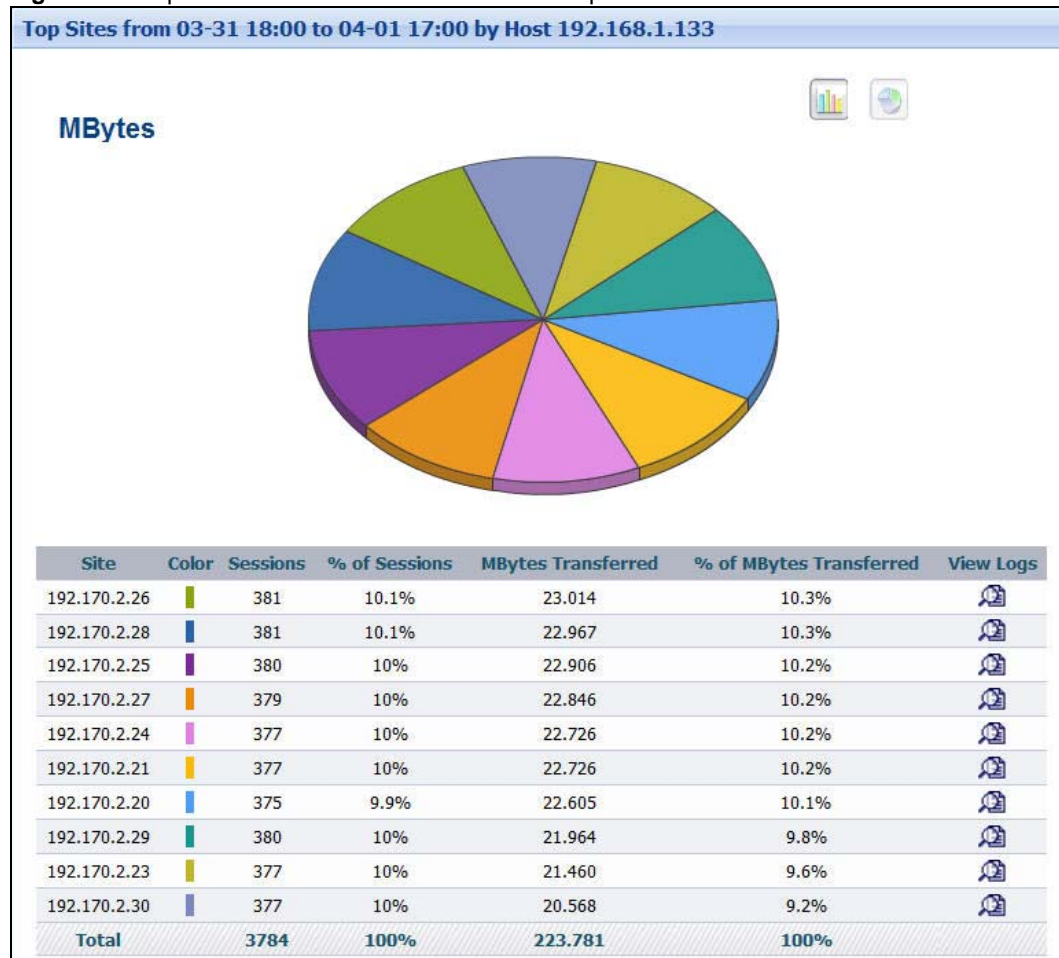 Top Sites from 03-31 18:00 to 04-01 17:00 by Host 192.168.1.133
MBytes
Site Color Sessions % of Sessions MBytes Transferred % of MBytes Transferred View Logs
192.170.2.26 381 10.1% 23.014 10.3%
192.170.2.28 381 10.1% 22.967 10.3%
192.170.2.25 380 10% 22.906 10.2%
192.170.2.27 379 10% 22.846 10.2%
192.170.2.24 377 10% 22.726 10.2%
192.170.2.21 377 10% 22.726 10.2%
192.170.2.20 375 9.9% 22.605 10.1%
192.170.2.29 380 10% 21.964 9.8%
192.170.2.23 377 10% 21.460 9.6%
192.170.2.30 377 10% 20.568 9.2%
Total 3784 100% 223.781 100%